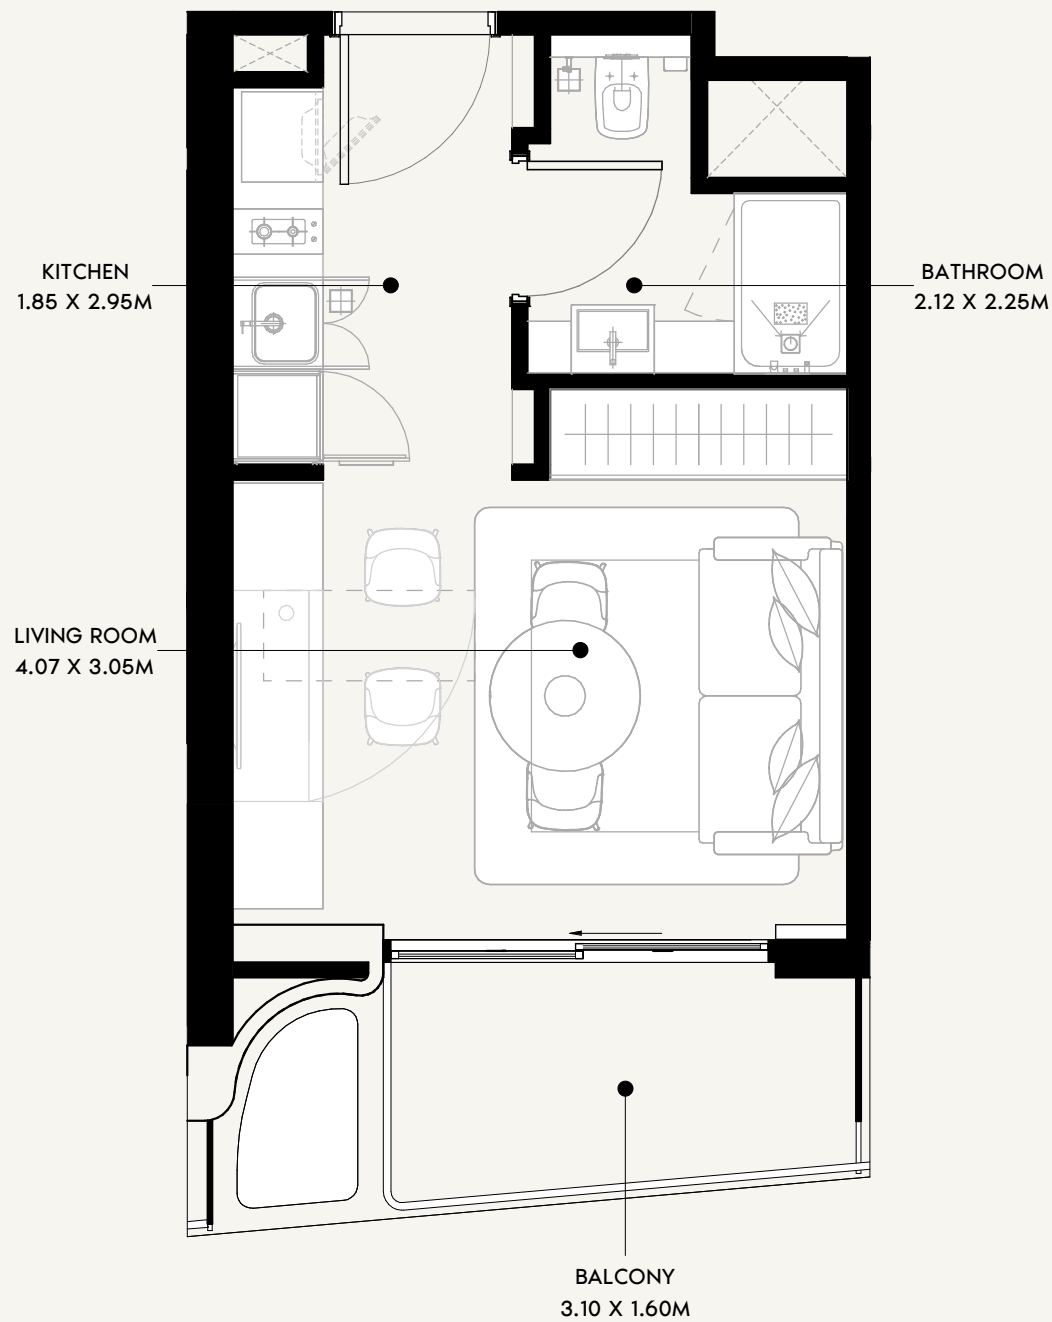 KITCHEN
1.85 X 2.95M
BATHROOM
2.12 X 2.25M
LIVING ROOM
4.07 X 3.05M
BALCONY
3.10 X 1.60M